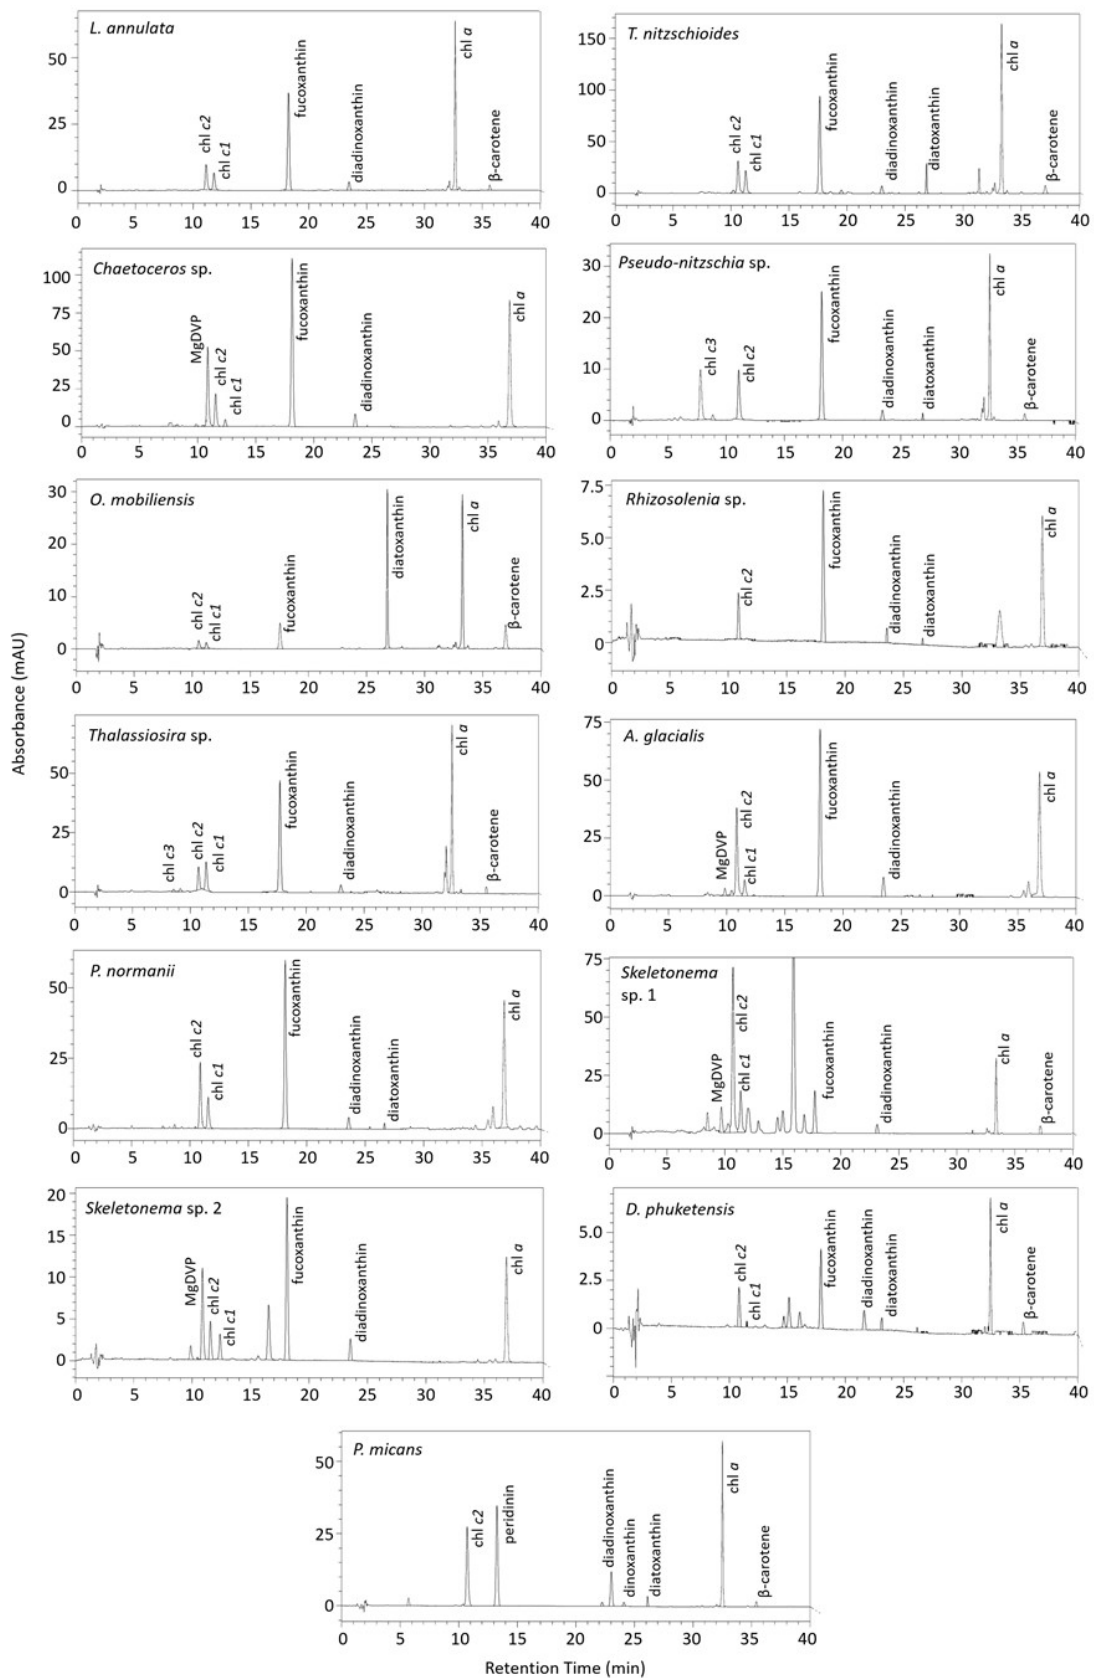 L. annulata
50
25
0
chl c2
chl c1
fucoxanthin
diadinoxanthin
chl a
β-carotene
0 5 10 15 20 25 30 35 40
T. nitzschioides
150
100
50
0
chl c2
chl c1
fucoxanthin
diadinoxanthin
diatoxanthin
chl a
β-carotene
0 5 10 15 20 25 30 35 40
Chaetoceros sp.
100
75
50
25
0
MgDVP
chl c2
chl c1
fucoxanthin
diadinoxanthin
chl a
0 5 10 15 20 25 30 35 40
Pseudo-nitzschia sp.
30
20
10
0
chl c3
chl c2
fucoxanthin
diadinoxanthin
diatoxanthin
chl a
β-carotene
0 5 10 15 20 25 30 35 40
O. mobiliensis
30
20
10
0
chl c2
chl c1
fucoxanthin
diatoxanthin
chl a
β-carotene
0 5 10 15 20 25 30 35 40
Rhizosolenia sp.
7.5
5.0
2.5
0
chl c2
fucoxanthin
diadinoxanthin
diatoxanthin
chl a
0 5 10 15 20 25 30 35 40
Absorbance (mAU)
Thalassiosira sp.
50
25
0
chl c3
chl c2
chl c1
fucoxanthin
diadinoxanthin
chl a
β-carotene
0 5 10 15 20 25 30 35 40
A. glacialis
75
50
25
0
MgDVP
chl c2
chl c1
fucoxanthin
diadinoxanthin
chl a
0 5 10 15 20 25 30 35 40
P. normanii
50
25
0
chl c2
chl c1
fucoxanthin
diadinoxanthin
diatoxanthin
chl a
0 5 10 15 20 25 30 35 40
Skeletonema
sp. 1
75
50
25
0
MgDVP
chl c2
chl c1
fucoxanthin
diadinoxanthin
chl a
β-carotene
0 5 10 15 20 25 30 35 40
Skeletonema sp. 2
20
15
10
5
0
MgDVP
chl c2
chl c1
fucoxanthin
diadinoxanthin
chl a
0 5 10 15 20 25 30 35 40
D. phuketensis
5.0
2.5
0
chl c2
chl c1
fucoxanthin
diadinoxanthin
diatoxanthin
chl a
β-carotene
0 5 10 15 20 25 30 35 40
P. micans
50
25
0
chl c2
peridinin
diadinoxanthin
dinoxanthin
diatoxanthin
chl a
β-carotene
0 5 10 15 20 25 30 35 40
Retention Time (min)